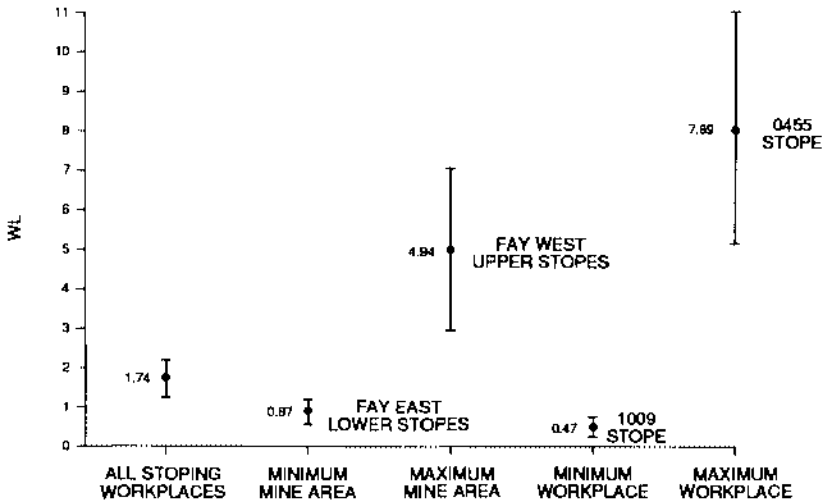 11
10
9
8
7
6
5
4
3
2
1
0
WL
1.74
0.87
FAY EAST
LOWER STOPES
4.94
FAY WEST
UPPER STOPES
0.47
1009
STOPE
7.89
0455
STOPE
ALL STOPING
WORKPLACES
MINIMUM
MINE AREA
MAXIMUM
MINE AREA
MINIMUM
WORKPLACE
MAXIMUM
WORKPLACE